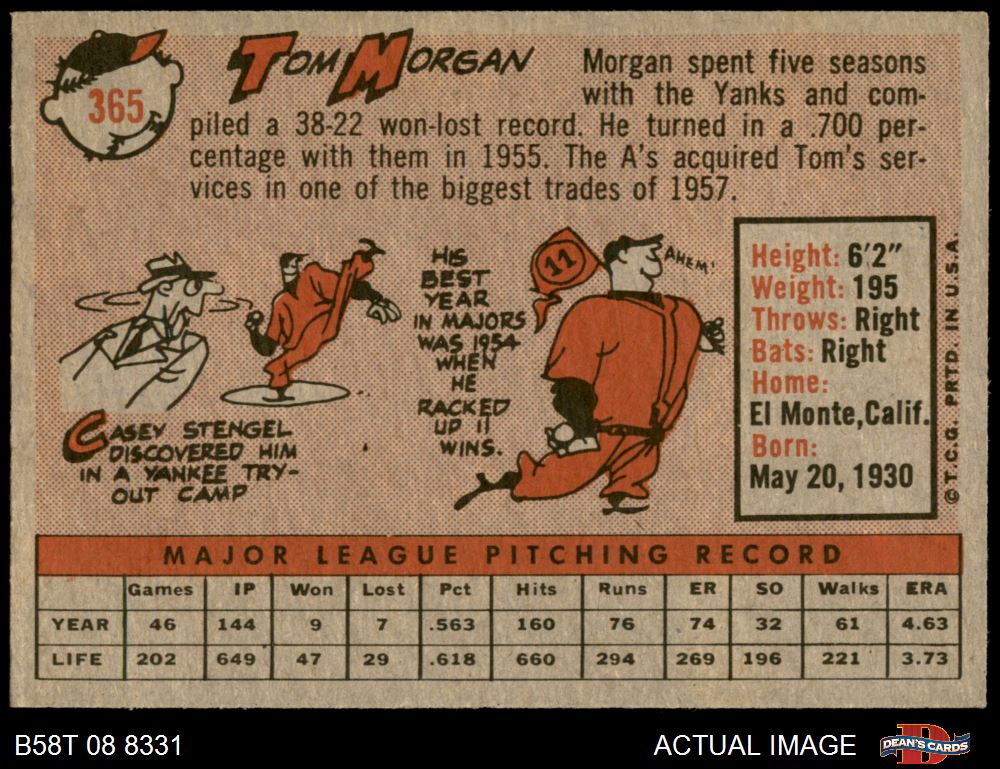 365
TOM MORGAN
Morgan spent five seasons
with the Yanks and com-
piled a 38-22 won-lost record. He turned in a .700 per-
centage with them in 1955. The A's acquired Tom's ser-
vices in one of the biggest trades of 1957.
CASEY STENGEL
DISCOVERED HIM
IN A YANKEE TRY-
OUT CAMP
HIS
BEST
YEAR
IN MAJORS
WAS 1954
WHEN
HE
RACKED
UP 11
WINS.
11
AHEM!
Height: 6'2"
Weight: 195
Throws: Right
Bats: Right
Home:
El Monte, Calif.
Born:
May 20, 1930
© T.C.G. PRTD. IN U.S.A.
MAJOR LEAGUE PITCHING RECORD
Games IP Won Lost Pct Hits Runs ER SO Walks ERA
YEAR 46 144 9 7 .563 160 76 74 32 61 4.63
LIFE 202 649 47 29 .618 660 294 269 196 221 3.73
B58T 08 8331
ACTUAL IMAGE
DEAN'S CARDS